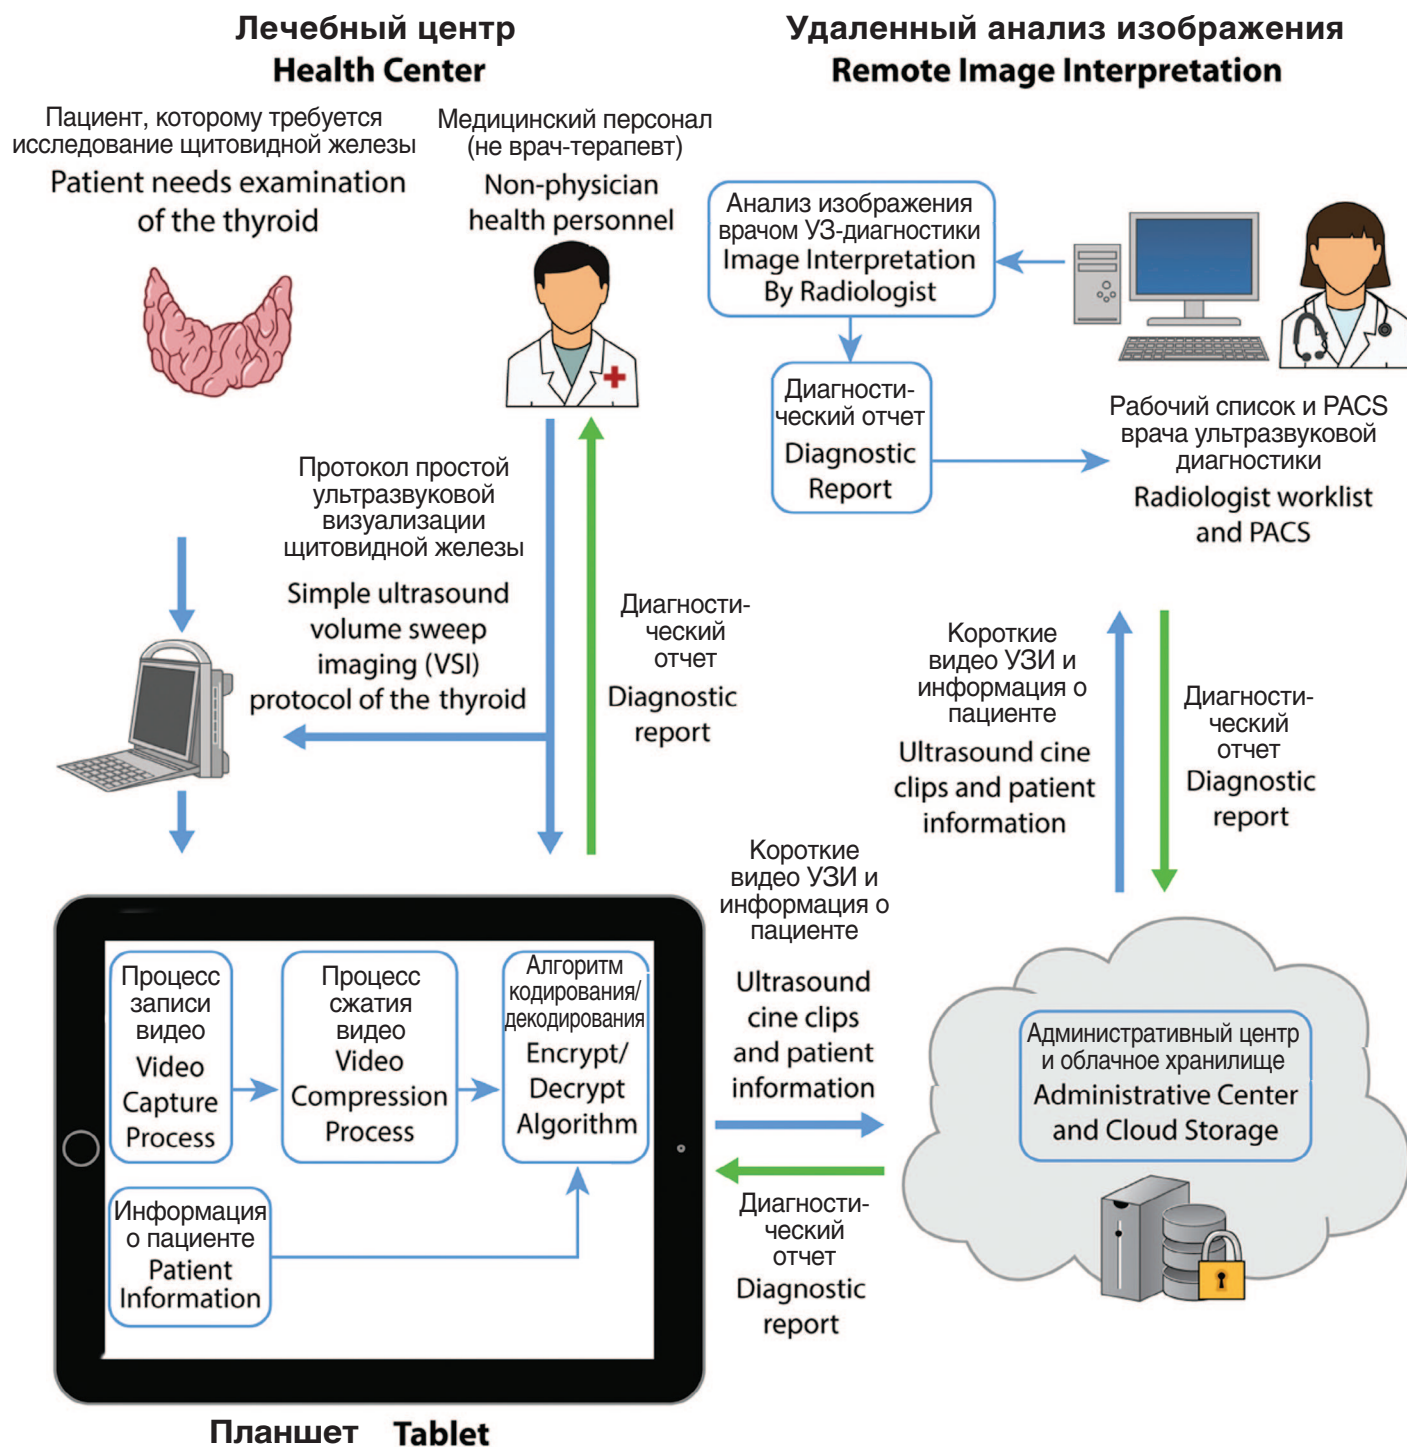 Лечебный центр
Health Center
Удаленный анализ изображения
Remote Image Interpretation
Пациент, которому требуется
исследование щитовидной железы
Patient needs examination
of the thyroid
Медицинский персонал
(не врач-терапевт)
Non-physician
health personnel
Анализ изображения
врачом УЗ-диагностики
Image Interpretation
By Radiologist
Диагности-
ческий отчет
Diagnostic
Report
Рабочий список и PACS
врача ультразвуковой
диагностики
Radiologist worklist
and PACS
Протокол простой
ультразвуковой
визуализации
щитовидной железы
Simple ultrasound
volume sweep
imaging (VSI)
protocol of the thyroid
Диагности-
ческий
отчет
Diagnostic
report
Короткие
видео УЗИ и
информация о
пациенте
Ultrasound cine
clips and patient
information
Диагности-
ческий
отчет
Diagnostic
report
Короткие
видео УЗИ и
информация о
пациенте
Ultrasound
cine clips
and patient
information
Процесс
записи
видео
Video
Capture
Process
Процесс
сжатия
видео
Video
Compression
Process
Алгоритм
кодирования/
декодирования
Encrypt/
Decrypt
Algorithm
Информация
о пациенте
Patient
Information
Административный центр
и облачное хранилище
Administrative Center
and Cloud Storage
Диагности-
ческий
отчет
Diagnostic
report
Планшет Tablet